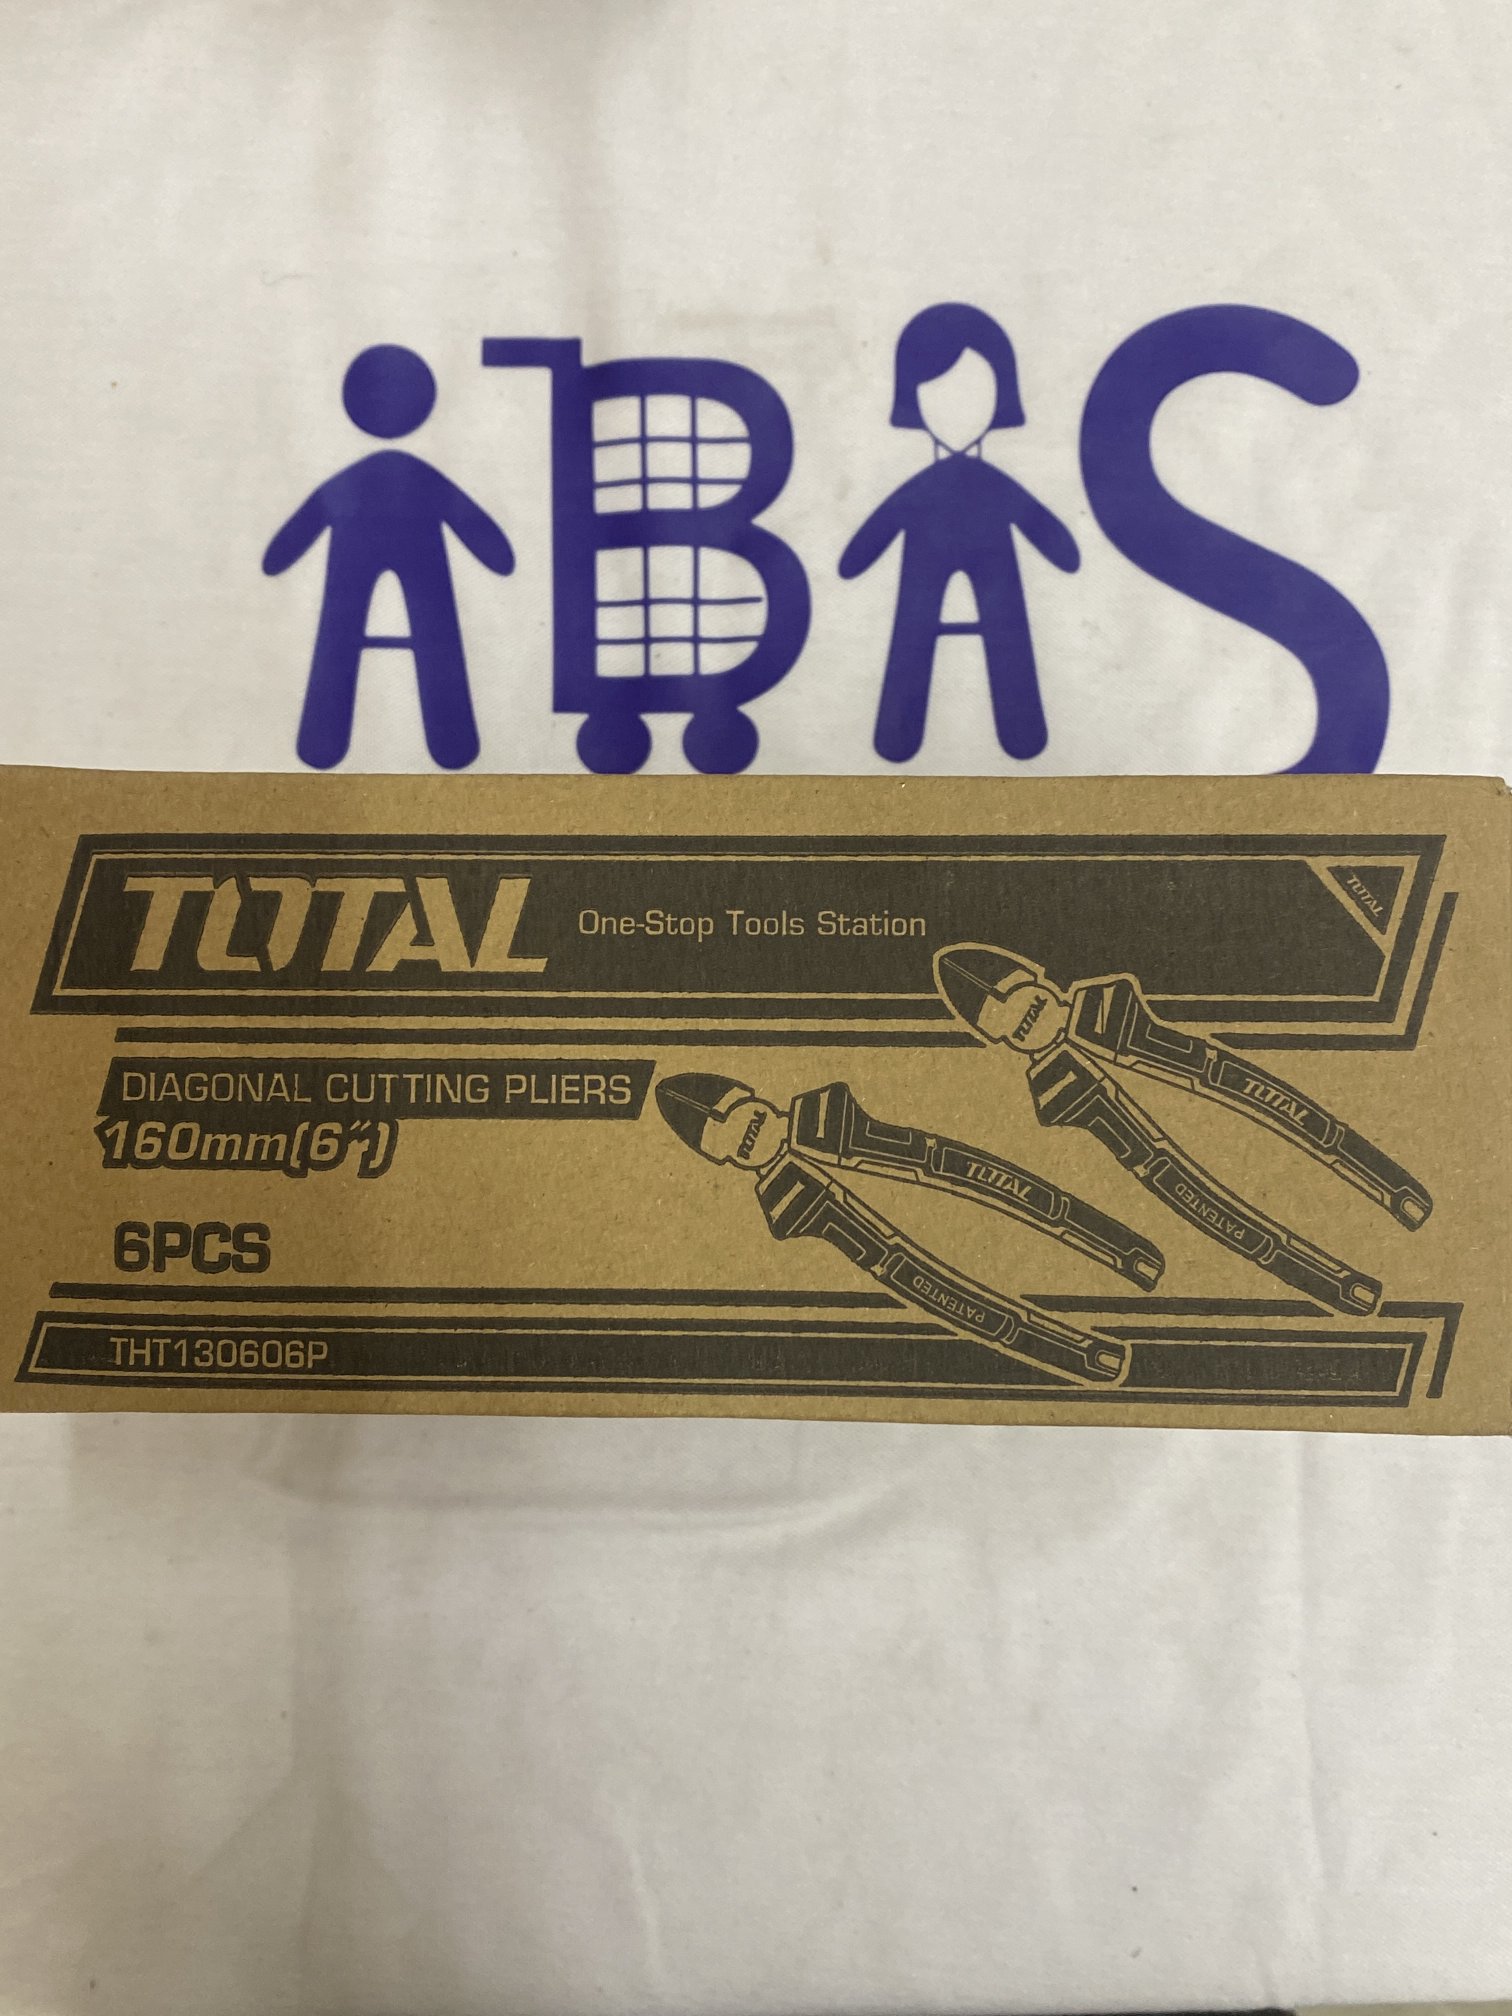 ABAS
TOTAL
One-Stop Tools Station
TOTAL
DIAGONAL CUTTING PLIERS
160mm(6")
6PCS
THT130606P
TOTAL
TOTAL
PATENTED
TOTAL
TOTAL
PATENTED